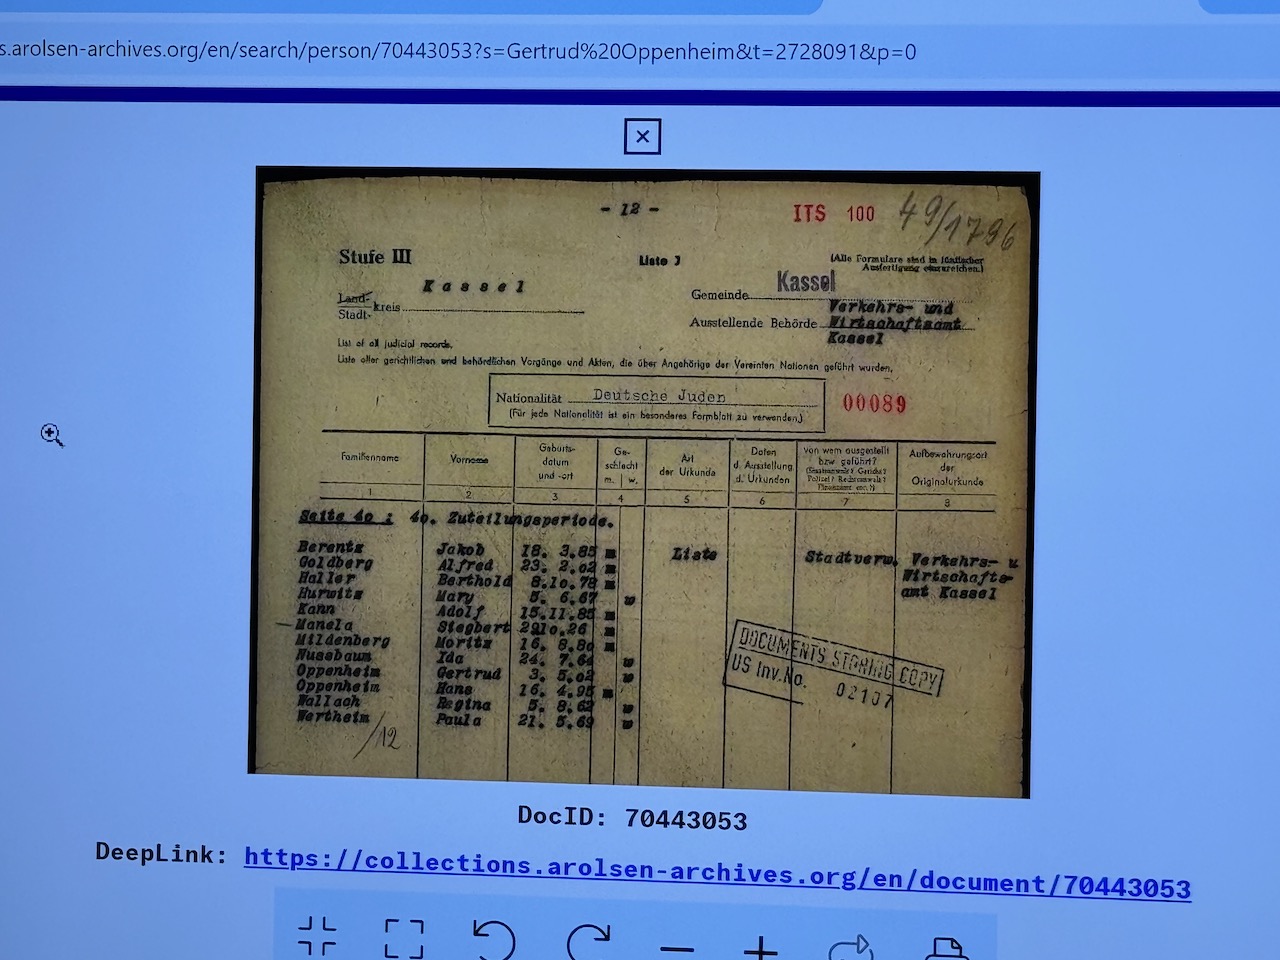 s.arolsen-archives.org/en/search/person/70443053?s=Gertrud%20Oppenheim&t=2728091&p=0
- 12 -
ITS 100 49/1796
Stufe III
Liste J
(Alle Formulare sind in 
Ausfertigung einzureichen.)
Kassel
Land-
Stadt- kreis
Gemeinde Kassel
Ausstellende Behörde Verkehrs- und
Wirtschaftsamt
Kassel
List of all judicial records.
Liste aller gerichtlichen und behördlichen Vorgänge und Akten, die über Angehörige der Vereinten Nationen geführt wurden.
Nationalität Deutsche Juden
(Für jede Nationalität ist ein besonderes Formblatt zu verwenden.)
00089
Familienname Vorname Geburts-datum und -ort Ge-schlecht m. w. Art der Urkunde Daten d. Ausstellung d. Urkunden von wem ausgestellt bzw geführt? Aufbewahrungsort der Originalurkunde
1 2 3 4 5 6 7 8
Seite 4o : 4o. Zuteilungsperiode.
Berentz Jakob 18. 3.85 m Liste Stadtverw. Verkehrs- u
Goldberg Alfred 23. 2.02 m Wirtschafts-
Haller Berthold 8.10.78 m amt Kassel
Hurwitz Mary 5. 6.67 w
Kann Adolf 15.11.85 m
Manela Siegbert 2910.26 m
Mildenberg Moritz 16. 8.80 m
Nussbaum Ida 24. 7.64 w
Oppenheim Gertrud 3. 5.02 w
Oppenheim Hans 16. 4.95 m
Wallach Regina 5. 8.62 w
Wertheim Paula 21. 5.69 w
/12
DOCUMENTS STORING COPY
US Inv.No. 02107
DocID: 70443053
DeepLink: https://collections.arolsen-archives.org/en/document/70443053